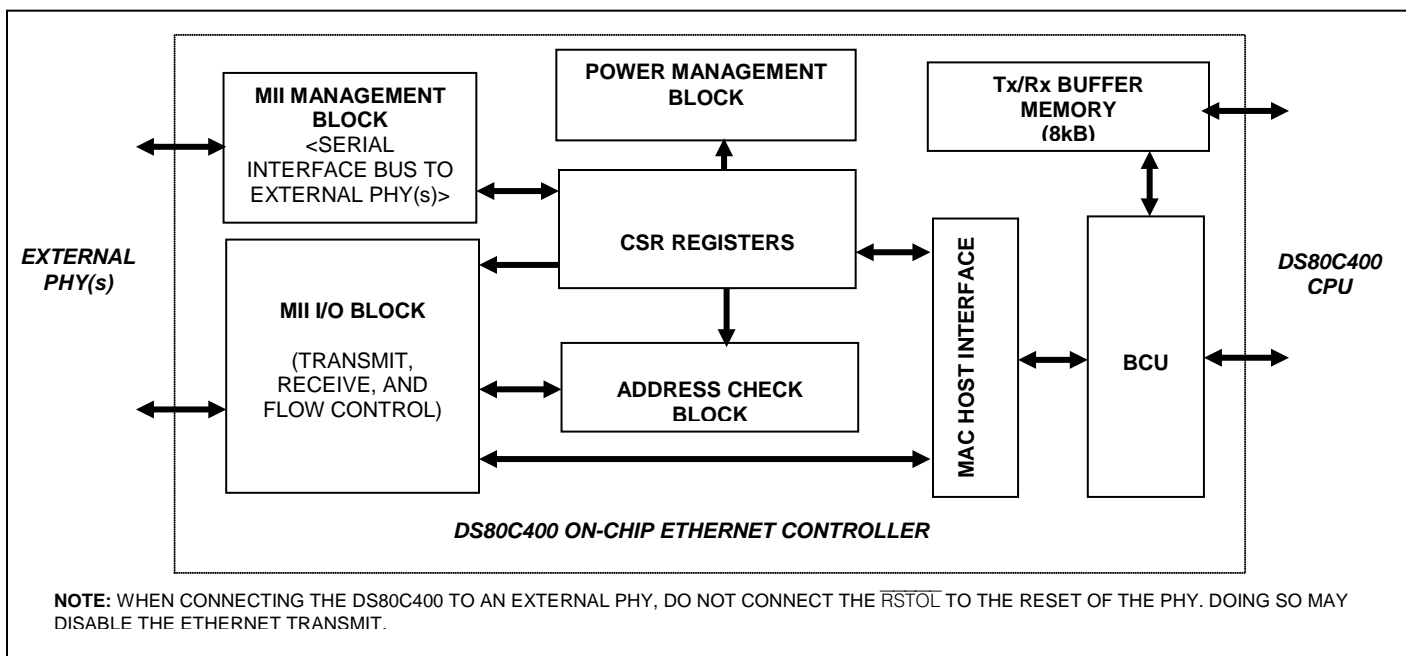 MII MANAGEMENT
BLOCK
<SERIAL
INTERFACE BUS TO
EXTERNAL PHY(s)>
POWER MANAGEMENT
BLOCK
Tx/Rx BUFFER
MEMORY
(8kB)
EXTERNAL
PHY(s)
CSR REGISTERS
DS80C400
CPU
MII I/O BLOCK
(TRANSMIT,
RECEIVE, AND
FLOW CONTROL)
ADDRESS CHECK
BLOCK
MAC HOST INTERFACE
BCU
DS80C400 ON-CHIP ETHERNET CONTROLLER
NOTE: WHEN CONNECTING THE DS80C400 TO AN EXTERNAL PHY, DO NOT CONNECT THE R̅S̅T̅O̅L̅ TO THE RESET OF THE PHY. DOING SO MAY
DISABLE THE ETHERNET TRANSMIT.